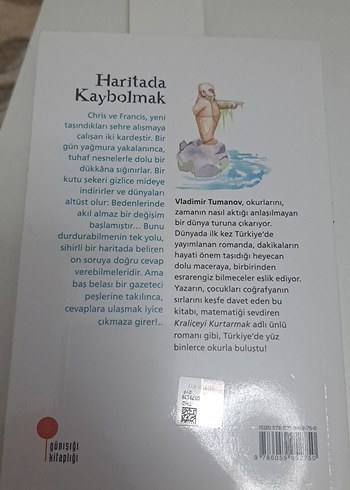 Haritada
Kaybolmak
Chris ve Francis, yeni
taşındıkları şehre alışmaya
çalışan iki kardeştir. Bir
gün yağmura yakalanınca,
tuhaf nesnelerle dolu bir
dükkâna sığınırlar. Bir
kutu şekeri gizlice mideye
indirirler ve dünyaları
altüst olur: Bedenlerinde
akıl almaz bir değişim
başlamıştır... Bunu
durdurabilmenin tek yolu,
sihirli bir haritada beliren
on soruya doğru cevap
verebilmeleridir. Ama
baş belası bir gazeteci
peşlerine takılınca,
cevaplara ulaşmak iyice
çıkmaza girer!..
Vladimir Tumanov, okurlarını,
zamanın nasıl aktığı anlaşılmayan
bir dünya turuna çıkarıyor.
Dünyada ilk kez Türkiye'de
yayımlanan romanda, dakikaların
hayati önem taşıdığı heyecan
dolu maceraya, birbirinden
esrarengiz bilmeceler eşlik ediyor.
Yazarın, çocukları coğrafyanın
sırlarını keşfe davet eden bu
kitabı, matematiği sevdiren
Kraliçeyi Kurtarmak adlı ünlü
romanı gibi, Türkiye'de yüz
binlerce okurla buluştu!
günışığı
kitaplığı